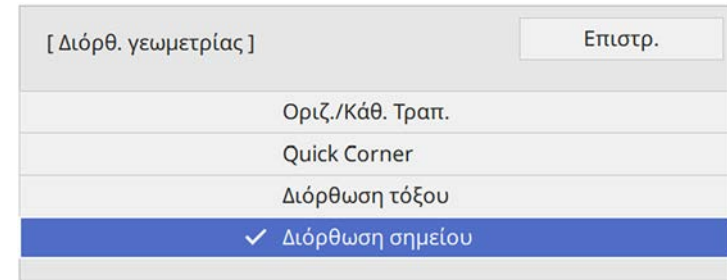 [ Διόρθ. γεωμετρίας ]
Επιστρ.
Οριζ./Κάθ. Τραπ.
Quick Corner
Διόρθωση τόξου
Διόρθωση σημείου